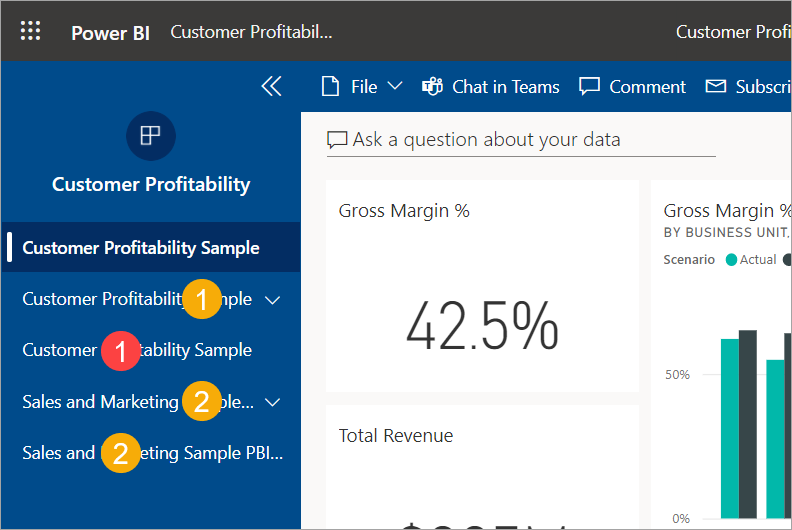 Power BI Customer Profitabil... Customer Profi
File Chat in Teams Comment Subscri
Ask a question about your data
Customer Profitability
Customer Profitability Sample
Customer Profitability 1 mple
Customer 1 tability Sample
Sales and Marketing 2 ple...
Sales and 2 eting Sample PBI...
Gross Margin %
42.5%
Total Revenue
Gross Margin %
BY BUSINESS UNIT,
Scenario Actual
50%
0%